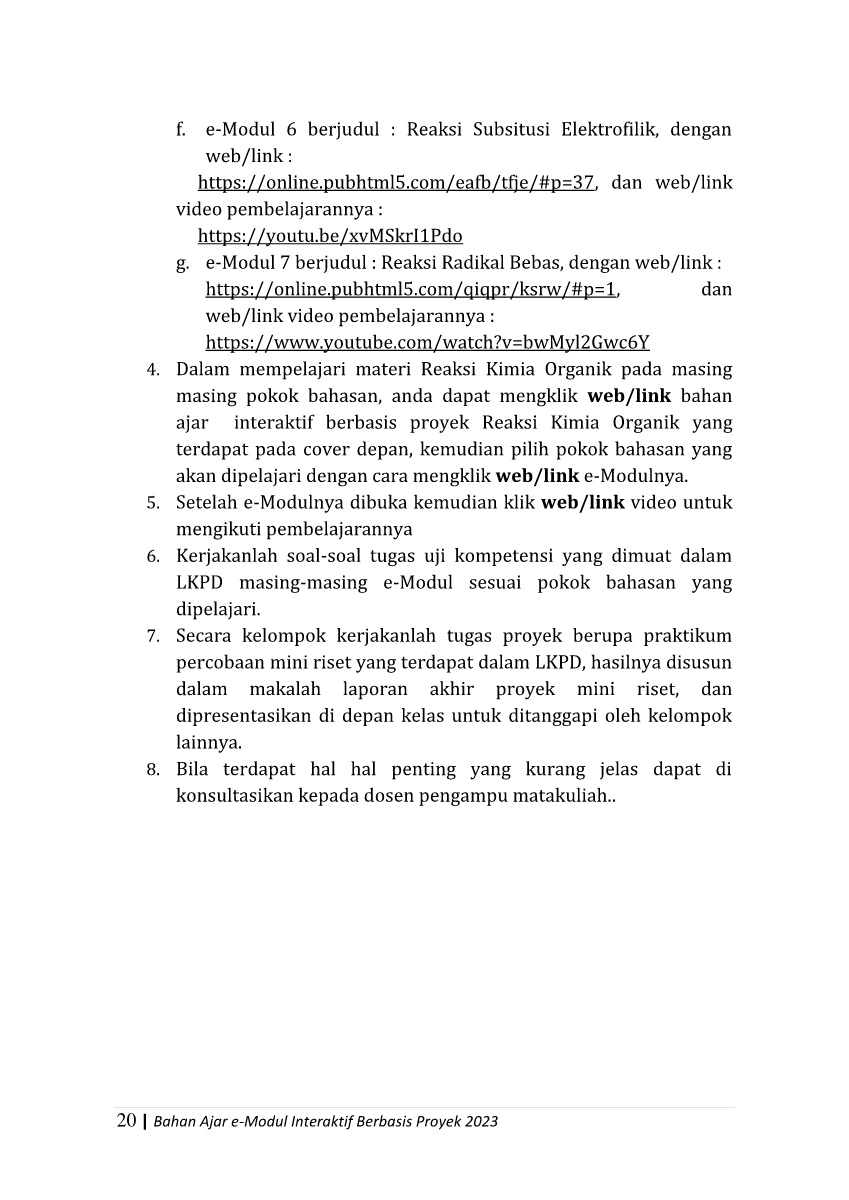 f. e-Modul 6 berjudul : Reaksi Subsitusi Elektrofilik, dengan
web/link :
https://online.pubhtml5.com/eafb/tfje/#p=37, dan web/link
video pembelajarannya :
https://youtu.be/xvMSkrI1Pdo
g. e-Modul 7 berjudul : Reaksi Radikal Bebas, dengan web/link :
https://online.pubhtml5.com/qiqpr/ksrw/#p=1, dan
web/link video pembelajarannya :
https://www.youtube.com/watch?v=bwMyl2Gwc6Y
4. Dalam mempelajari materi Reaksi Kimia Organik pada masing
masing pokok bahasan, anda dapat mengklik web/link bahan
ajar interaktif berbasis proyek Reaksi Kimia Organik yang
terdapat pada cover depan, kemudian pilih pokok bahasan yang
akan dipelajari dengan cara mengklik web/link e-Modulnya.
5. Setelah e-Modulnya dibuka kemudian klik web/link video untuk
mengikuti pembelajarannya
6. Kerjakanlah soal-soal tugas uji kompetensi yang dimuat dalam
LKPD masing-masing e-Modul sesuai pokok bahasan yang
dipelajari.
7. Secara kelompok kerjakanlah tugas proyek berupa praktikum
percobaan mini riset yang terdapat dalam LKPD, hasilnya disusun
dalam makalah laporan akhir proyek mini riset, dan
dipresentasikan di depan kelas untuk ditanggapi oleh kelompok
lainnya.
8. Bila terdapat hal hal penting yang kurang jelas dapat di
konsultasikan kepada dosen pengampu matakuliah..
20 | Bahan Ajar e-Modul Interaktif Berbasis Proyek 2023